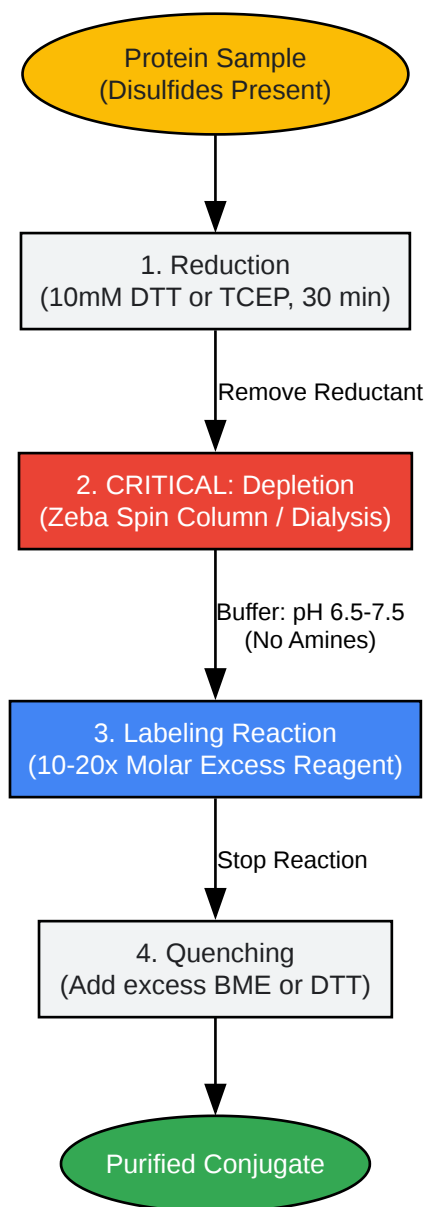 Protein Sample
(Disulfides Present)
1. Reduction
(10mM DTT or TCEP, 30 min)
Remove Reductant
2. CRITICAL: Depletion
(Zeba Spin Column / Dialysis)
Buffer: pH 6.5-7.5
(No Amines)
3. Labeling Reaction
(10-20x Molar Excess Reagent)
Stop Reaction
4. Quenching
(Add excess BME or DTT)
Purified Conjugate